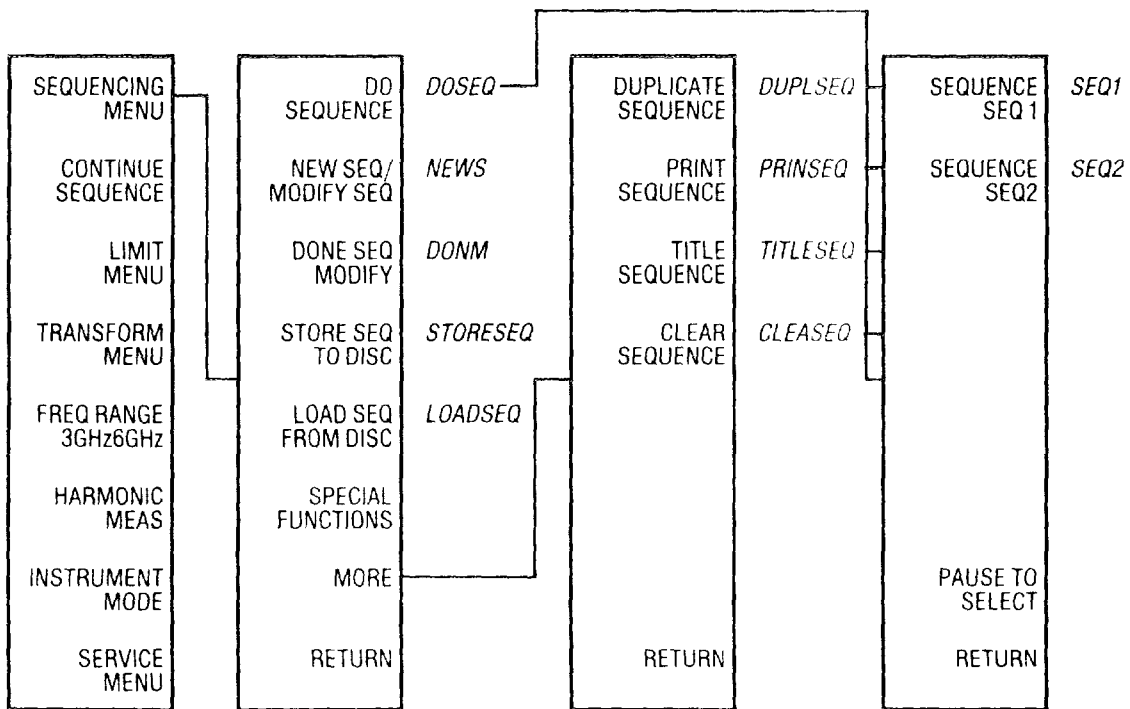 SEQUENCING
MENU
CONTINUE
SEQUENCE
LIMIT
MENU
TRANSFORM
MENU
FREQ RANGE
3GHz6GHz
HARMONIC
MEAS
INSTRUMENT
MODE
SERVICE
MENU
DO
SEQUENCE
DOSEQ
NEW SEQ/
MODIFY SEQ
NEWS
DONE SEQ
MODIFY
DONM
STORE SEQ
TO DISC
STORESEQ
LOAD SEQ
FROM DISC
LOADSEQ
SPECIAL
FUNCTIONS
MORE
RETURN
DUPLICATE
SEQUENCE
DUPLSEQ
PRINT
SEQUENCE
PRINSEQ
TITLE
SEQUENCE
TITLESEQ
CLEAR
SEQUENCE
CLEASEQ
RETURN
SEQUENCE
SEQ 1
SEQ1
SEQUENCE
SEQ2
SEQ2
PAUSE TO
SELECT
RETURN